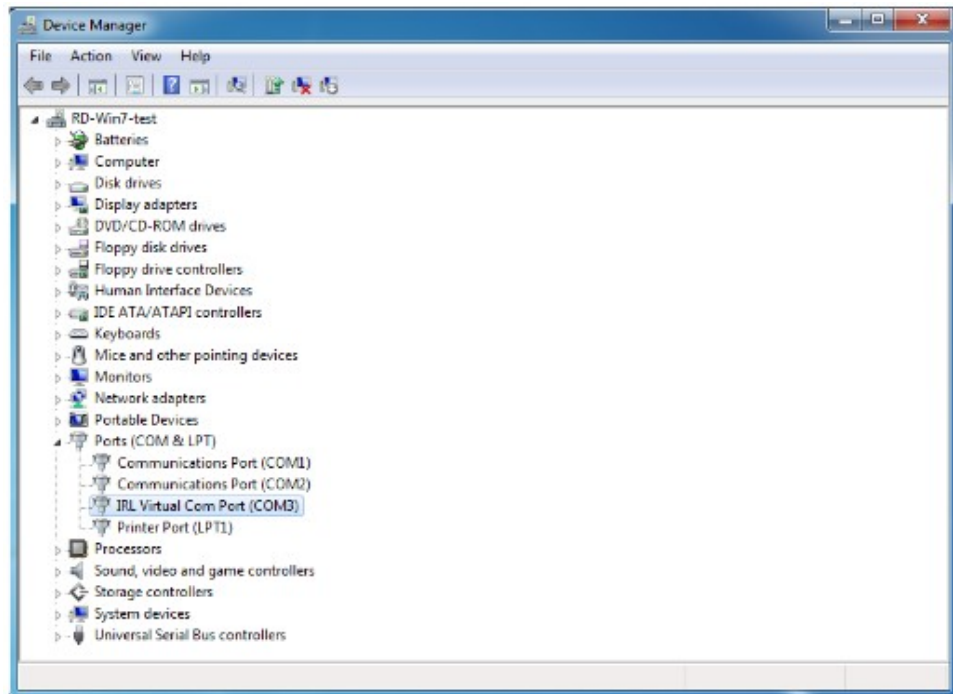 Device Manager
File Action View Help
RD-Win7-test
Batteries
Computer
Disk drives
Display adapters
DVD/CD-ROM drives
Floppy disk drives
Floppy drive controllers
Human Interface Devices
IDE ATA/ATAPI controllers
Keyboards
Mice and other pointing devices
Monitors
Network adapters
Portable Devices
Ports (COM & LPT)
Communications Port (COM1)
Communications Port (COM2)
IRL Virtual Com Port (COM3)
Printer Port (LPT1)
Processors
Sound, video and game controllers
Storage controllers
System devices
Universal Serial Bus controllers